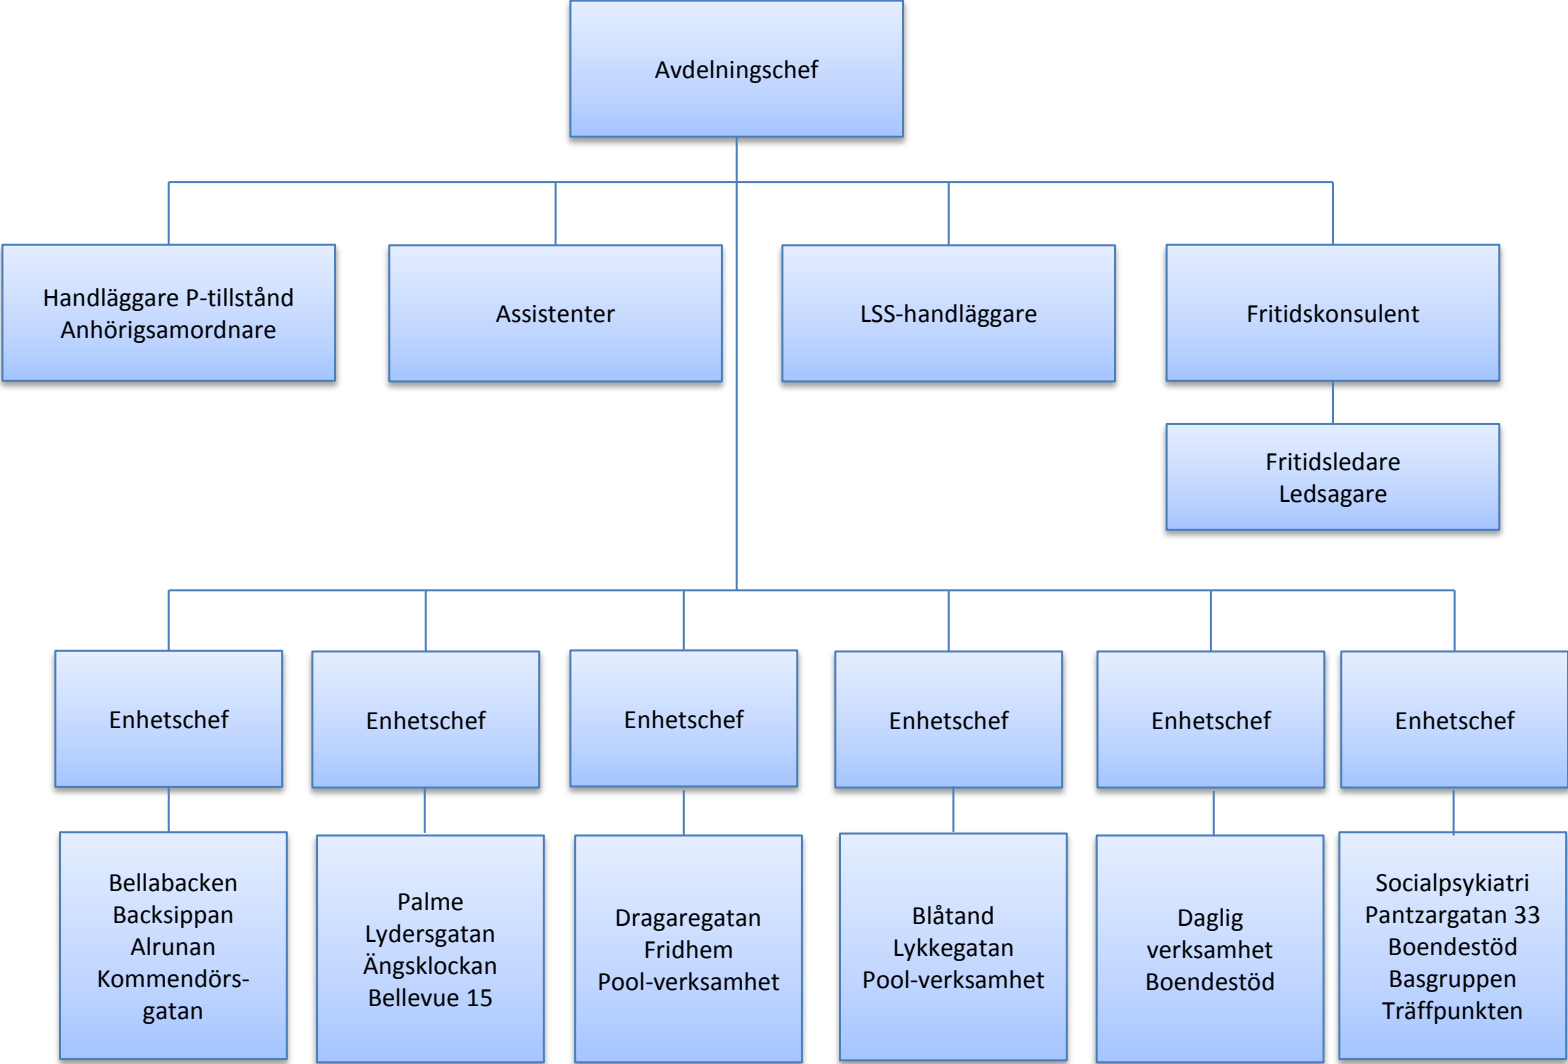 Avdelningschef
Handläggare P-tillstånd
Anhörigsamordnare
Assistenter
LSS-handläggare
Fritidskonsulent
Fritidsledare
Ledsagare
Enhetschef
Enhetschef
Enhetschef
Enhetschef
Enhetschef
Enhetschef
Bellabacken
Backsippan
Alrunan
Kommendörs-
gatan
Palme
Lydersgatan
Ängsklockan
Bellevue 15
Dragaregatan
Fridhem
Pool-verksamhet
Blåtand
Lykkegatan
Pool-verksamhet
Daglig
verksamhet
Boendestöd
Socialpsykiatri
Pantzargatan 33
Boendestöd
Basgruppen
Träffpunkten